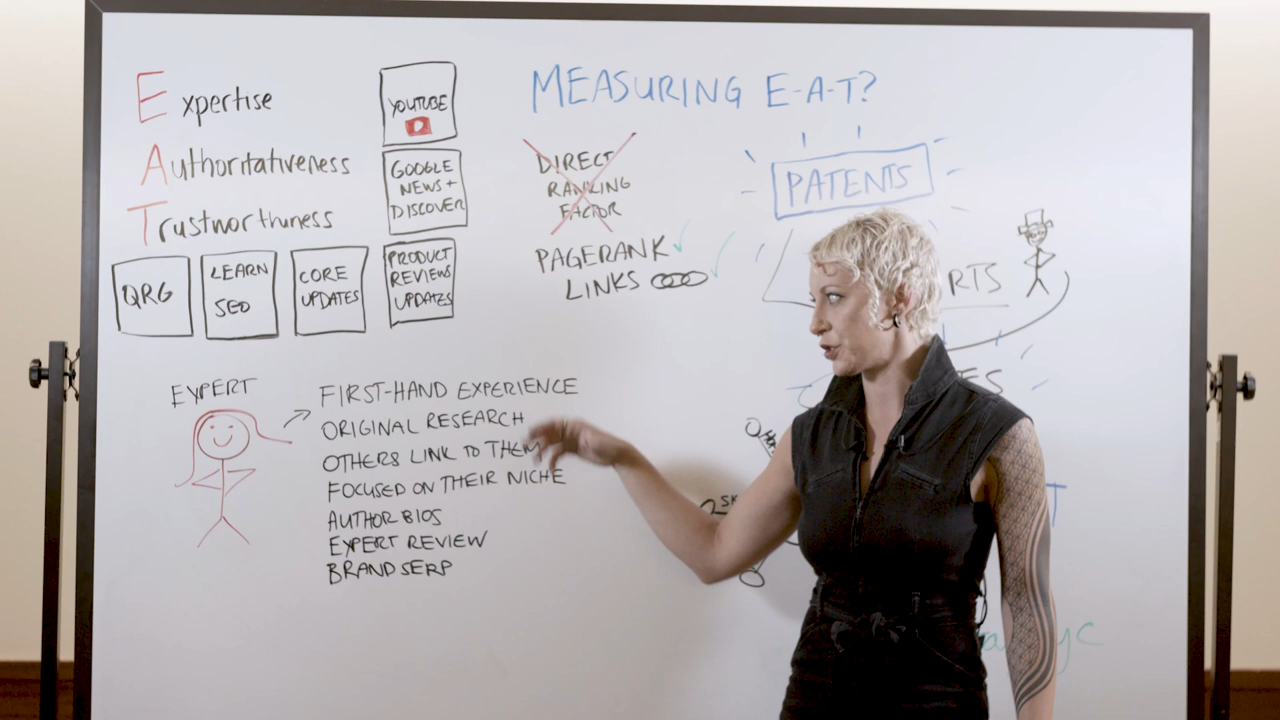 Expertise
Authoritativeness
Trustworthiness
YOUTUBE
GOOGLE
NEWS +
DISCOVER
QRG
LEARN
SEO
CORE
UPDATES
PRODUCT
REVIEWS
UPDATES
MEASURING E-A-T?
DIRECT
RANKING
FACTOR
PAGERANK
LINKS
PATENTS
EXPERT
FIRST-HAND EXPERIENCE
ORIGINAL RESEARCH
OTHERS LINK TO THEM
FOCUSED ON THEIR NICHE
AUTHOR BIOS
EXPERT REVIEW
BRAND SERP